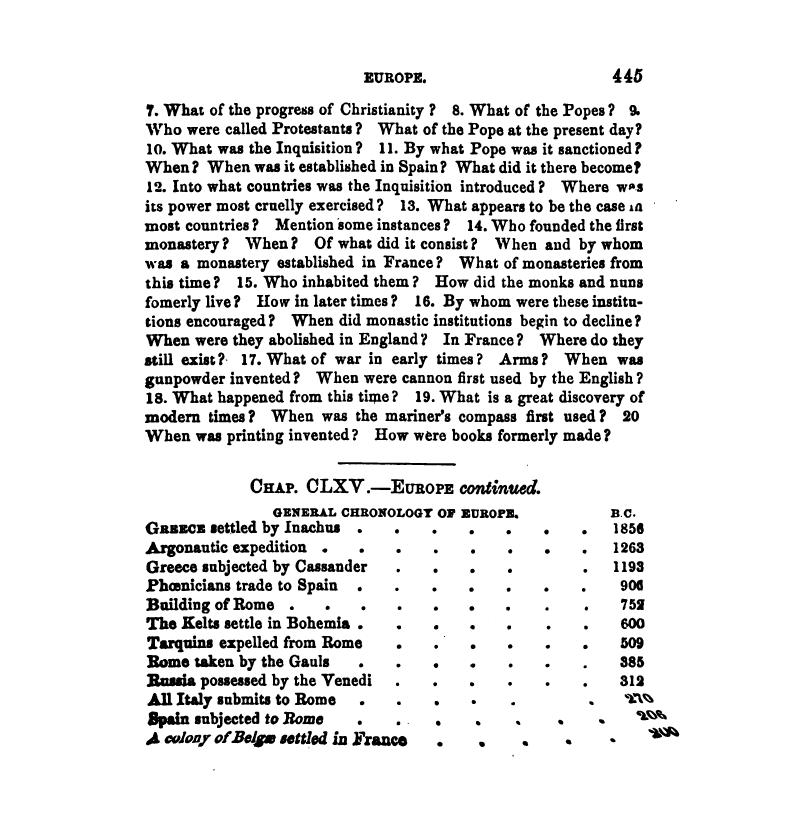 EUROPE. 445
7. What of the progress of Christianity? 8. What of the Popes? 9.
Who were called Protestants? What of the Pope at the present day?
10. What was the Inquisition? 11. By what Pope was it sanctioned?
When? When was it established in Spain? What did it there become?
12. Into what countries was the Inquisition introduced? Where was
its power most cruelly exercised? 13. What appears to be the case in
most countries? Mention some instances? 14. Who founded the first
monastery? When? Of what did it consist? When and by whom
was a monastery established in France? What of monasteries from
this time? 15. Who inhabited them? How did the monks and nuns
fomerly live? How in later times? 16. By whom were these institu-
tions encouraged? When did monastic institutions begin to decline?
When were they abolished in England? In France? Where do they
still exist? 17. What of war in early times? Arms? When was
gunpowder invented? When were cannon first used by the English?
18. What happened from this time? 19. What is a great discovery of
modern times? When was the mariner's compass first used? 20
When was printing invented? How were books formerly made?
CHAP. CLXV.—EUROPE continued.
GENERAL CHRONOLOGY OF EUROPE. B.C.
GREECE settled by Inachus . . . . . . . 1856
Argonautic expedition . . . . . . . . 1263
Greece subjected by Cassander . . . . . 1193
Phœnicians trade to Spain . . . . . . . 906
Building of Rome . . . . . . . . . 752
The Kelts settle in Bohemia . . . . . . . 600
Tarquins expelled from Rome . . . . . . 509
Rome taken by the Gauls . . . . . . . 385
Russia possessed by the Venedi . . . . . . 312
All Italy submits to Rome . . . . . . 270
Spain subjected to Rome . . . . . . . 206
A colony of Belgæ settled in France . . . . . 200